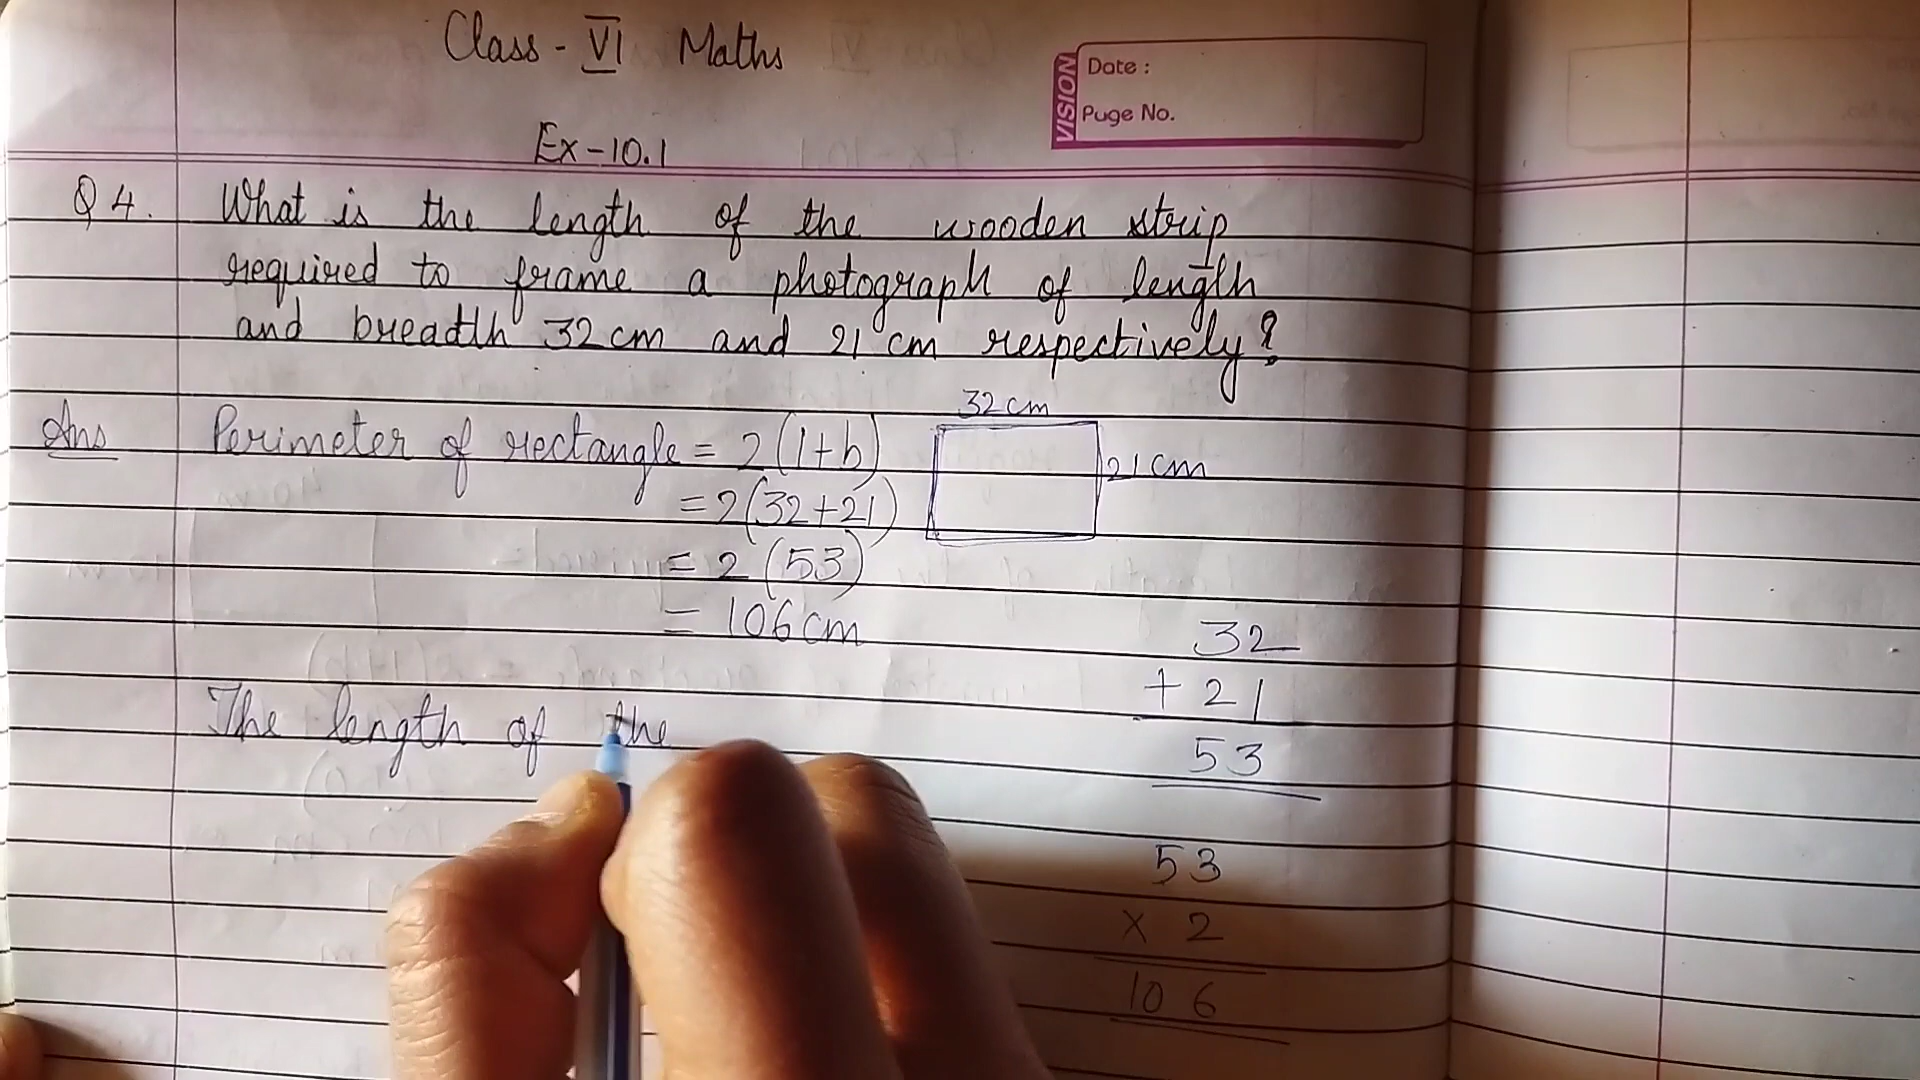 Class - VI Maths
VISION
Date :
Puge No.
Ex-10.1
Q 4. What is the length of the wooden strip
required to frame a photograph of length
and breadth 32 cm and 21 cm respectively?
32 cm
Ans Perimeter of rectangle = 2(l+b)
21 cm
= 2(32+21)
= 2(53)
= 106 cm
32
+ 21
53
The length of the
53
x 2
106